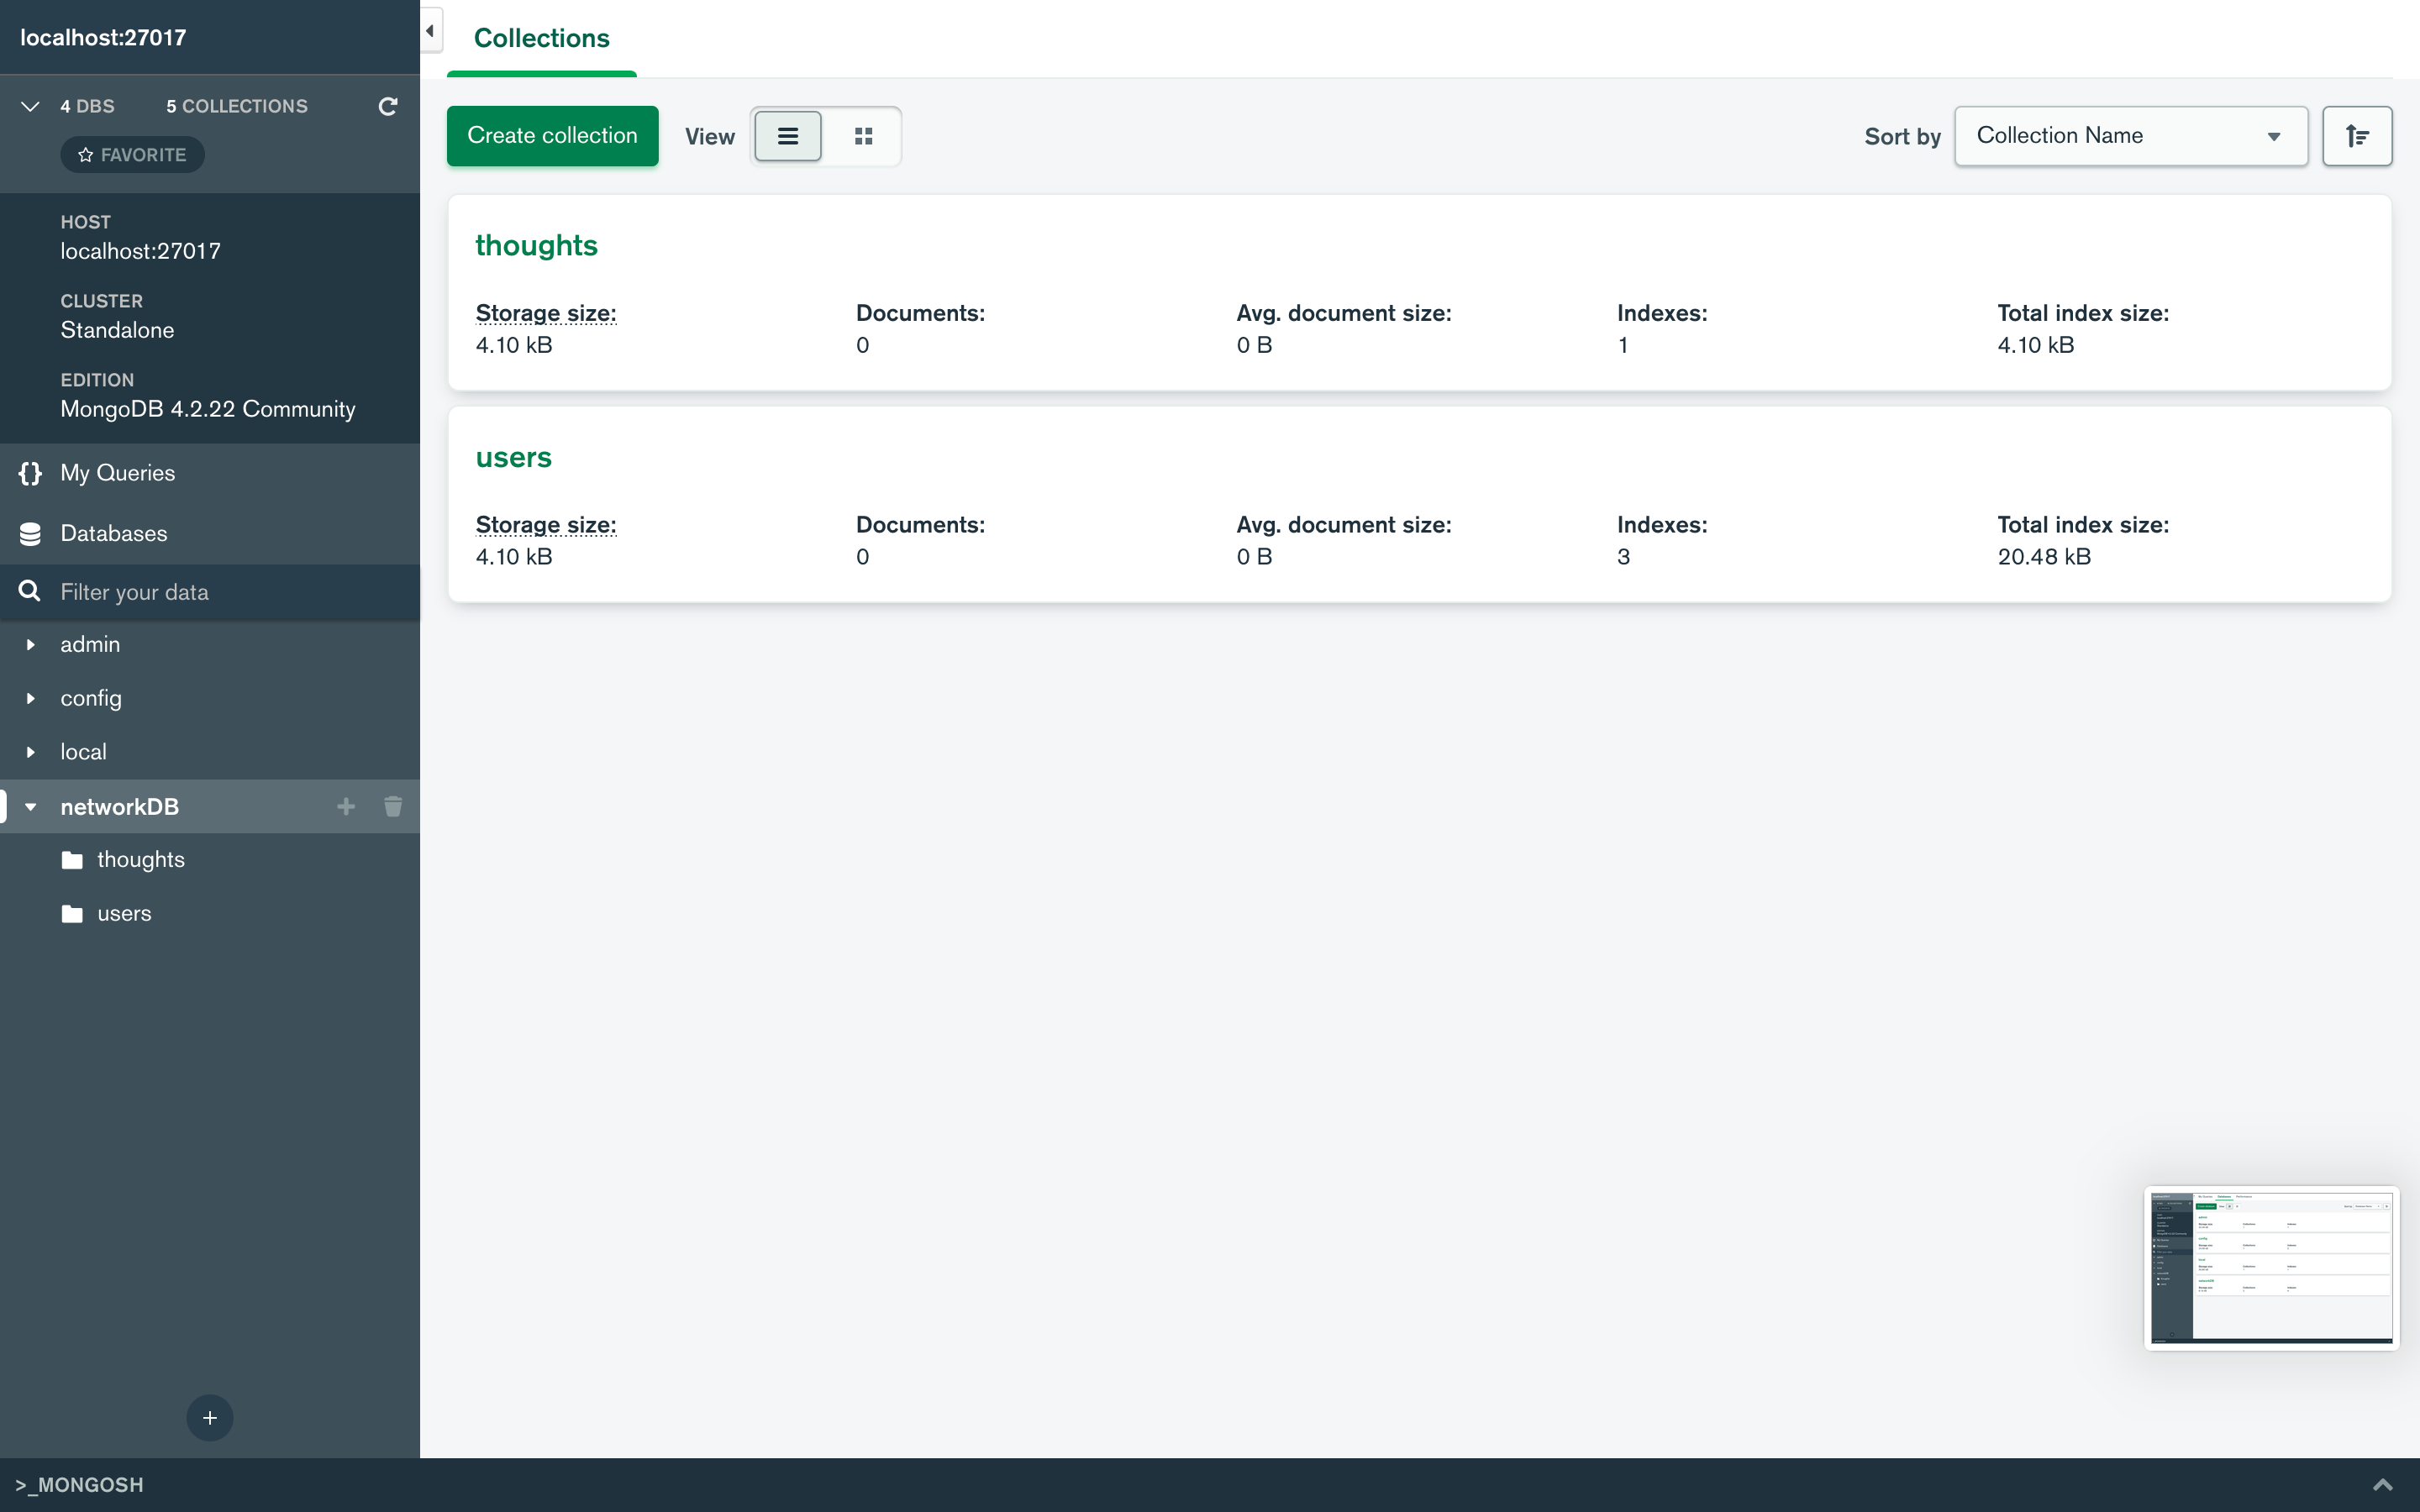 localhost:27017
4 DBS 5 COLLECTIONS
FAVORITE
HOST
localhost:27017
CLUSTER
Standalone
EDITION
MongoDB 4.2.22 Community
My Queries
Databases
Filter your data
admin
config
local
networkDB
thoughts
users
>_MONGOSH
Collections
Create collection View Sort by Collection Name
thoughts
Storage size: Documents: Avg. document size: Indexes: Total index size:
4.10 kB 0 0 B 1 4.10 kB
users
Storage size: Documents: Avg. document size: Indexes: Total index size:
4.10 kB 0 0 B 3 20.48 kB